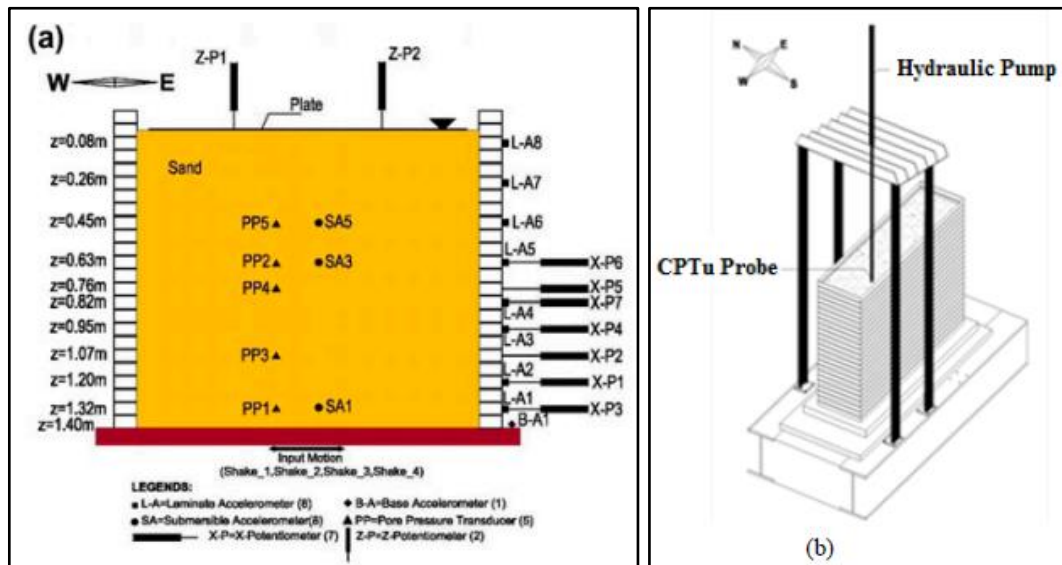 (a)
Z-P1
Z-P2
W E
Plate
z=0.08m
L-A8
Sand
z=0.26m
L-A7
z=0.45m
PP5 SA5
L-A6
L-A5
z=0.63m
PP2 SA3
X-P6
z=0.76m
PP4
X-P5
z=0.82m
X-P7
L-A4
z=0.95m
X-P4
L-A3
z=1.07m
PP3
X-P2
L-A2
z=1.20m
X-P1
L-A1
z=1.32m
PP1 SA1
X-P3
z=1.40m
B-A1
Input Motion
(Shake_1,Shake_2,Shake_3,Shake_4)
LEGENDS:
L-A=Laminate Accelerometer (8) B-A=Base Accelerometer (1)
SA=Submersible Accelerometer(8) PP=Pore Pressure Transducer (5)
X-P=X-Potentiometer (7) Z-P=Z-Potentiometer (2)
N E
W S
Hydraulic Pump
CPTu Probe
(b)